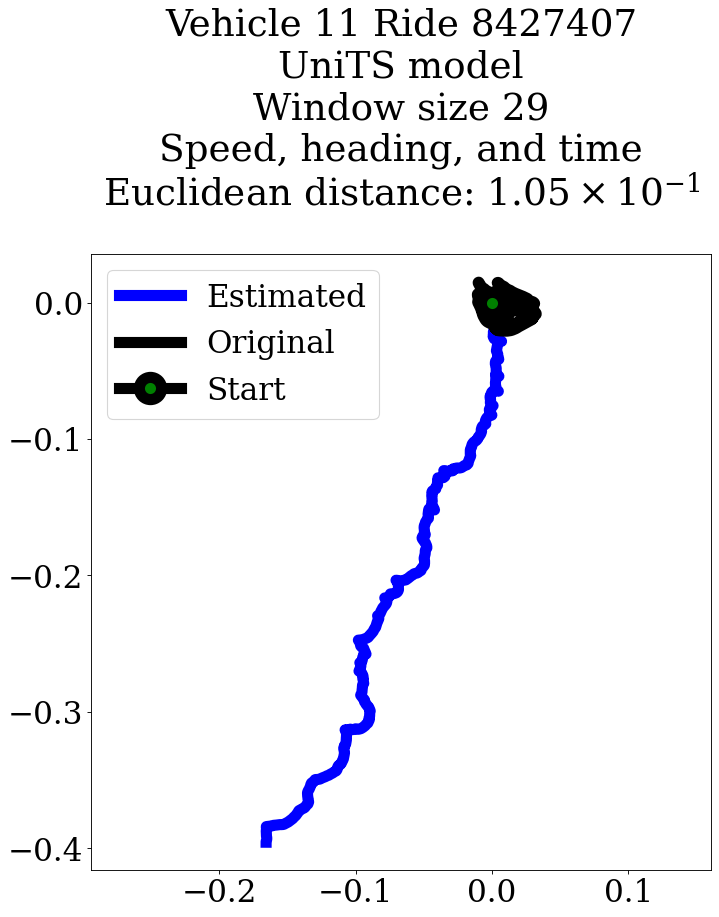 Vehicle 11 Ride 8427407
UniTS model
Window size 29
Speed, heading, and time
Euclidean distance: 1.05 × 10⁻¹
Estimated
Original
Start
0.0
−0.1
−0.2
−0.3
−0.4
−0.2 −0.1 0.0 0.1